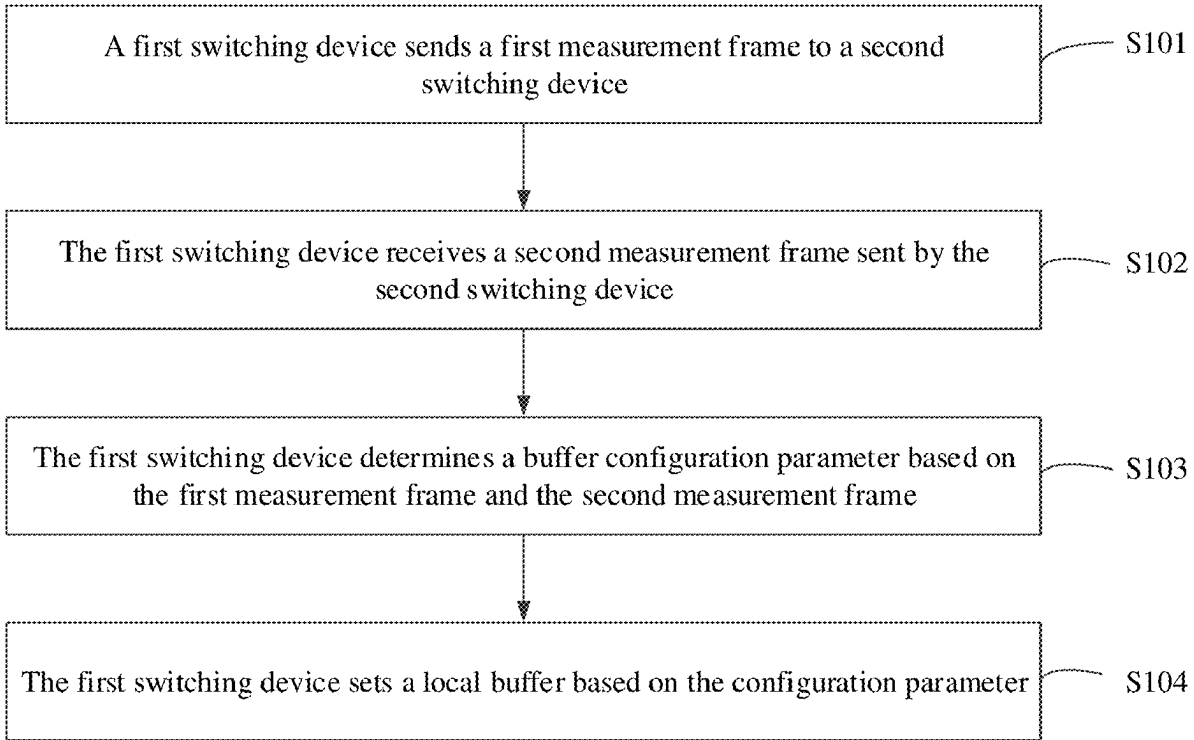 A first switching device sends a first measurement frame to a second
switching device
S101
The first switching device receives a second measurement frame sent by the
second switching device
S102
The first switching device determines a buffer configuration parameter based on
the first measurement frame and the second measurement frame
S103
The first switching device sets a local buffer based on the configuration parameter
S104